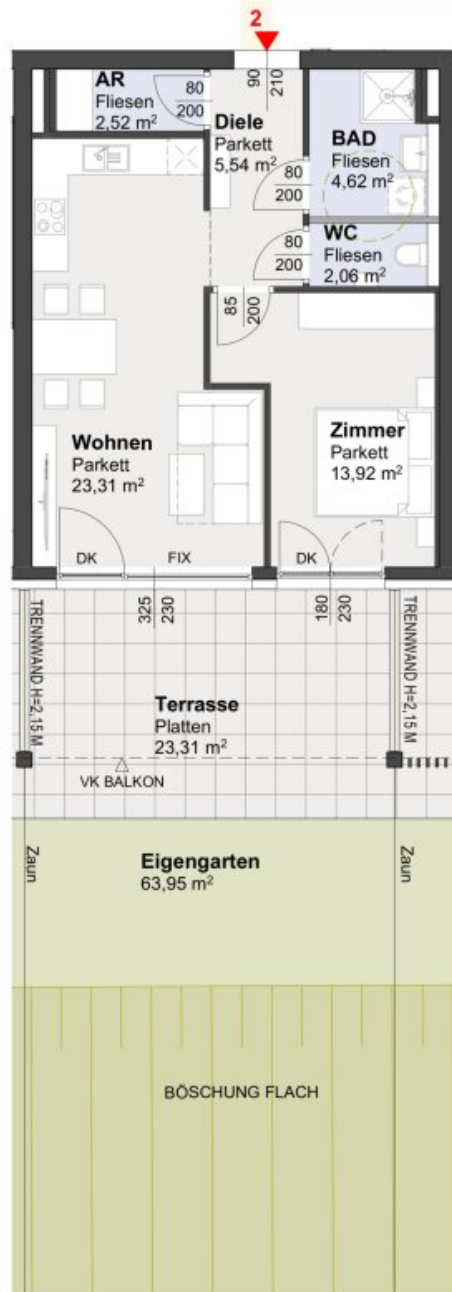 2
AR
Fliesen
2,52 m²
80
200
Diele
Parkett
5,54 m²
90
210
BAD
Fliesen
4,62 m²
80
200
WC
Fliesen
2,06 m²
80
200
85
200
Wohnen
Parkett
23,31 m²
Zimmer
Parkett
13,92 m²
DK
FIX
DK
325
230
180
230
TRENNWAND H=2,15 M
TRENNWAND H=2,15 M
Terrasse
Platten
23,31 m²
VK BALKON
Zaun
Zaun
Eigengarten
63,95 m²
BÖSCHUNG FLACH